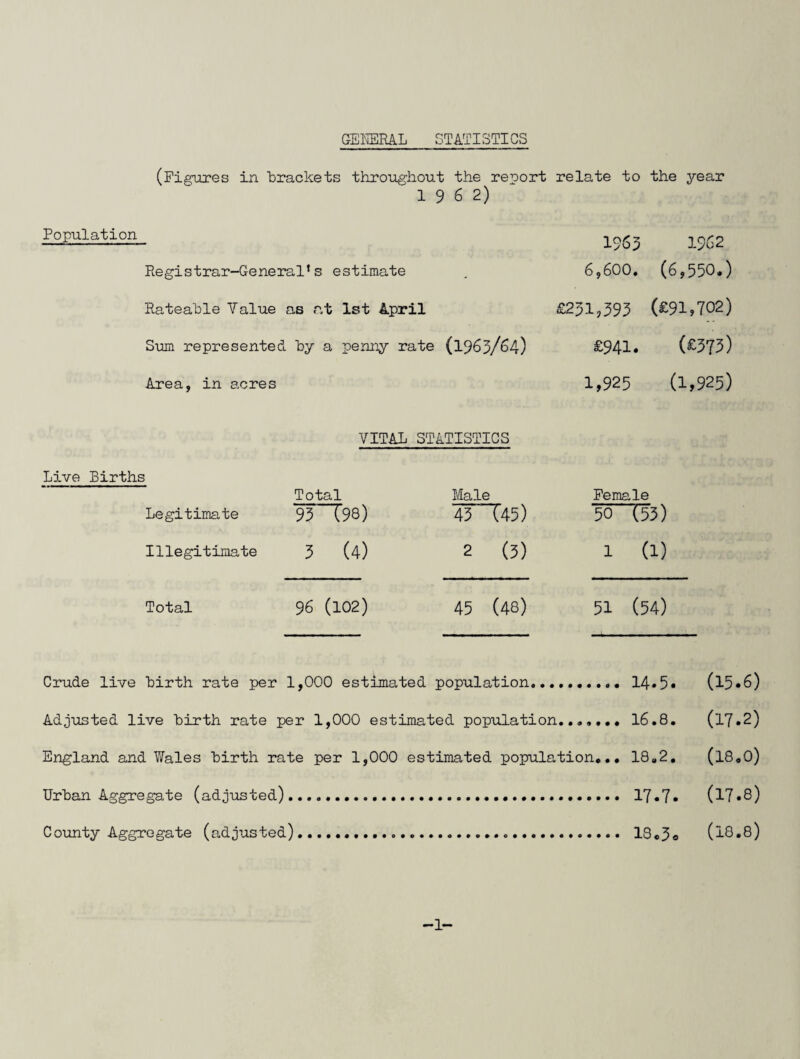 GENERAL STATISTICS
(Figures in brackets throughout the report relate to the year
1 9 6 2)
Population
1963 1962
Registrar-General's estimate 6,600. (6,550.)
Rateable Value as at 1st April £231,393 (£91,702)
Sum represented by a penny rate (1963/64) £941. (£373)
Area, in acres 1,925 (1,925)
VITAL STATISTICS
Live Births
Total Male Female
Legitimate 93 (98) 43 (45) 50 (53)
Illegitimate 3 (4) 2 (3) 1 (1)
Total 96 (102) 45 (48) 51 (54)
Crude live birth rate per 1,000 estimated population.......... 14.5. (15.6)
Adjusted live birth rate per 1,000 estimated population....... 16.8. (17.2)
England and Wales birth rate per 1,000 estimated population... 18.2. (18.0)
Urban Aggregate (adjusted)..................................... 17.7. (17.8)
County Aggregate (adjusted).................................... 18.3. (18.8)
-1-